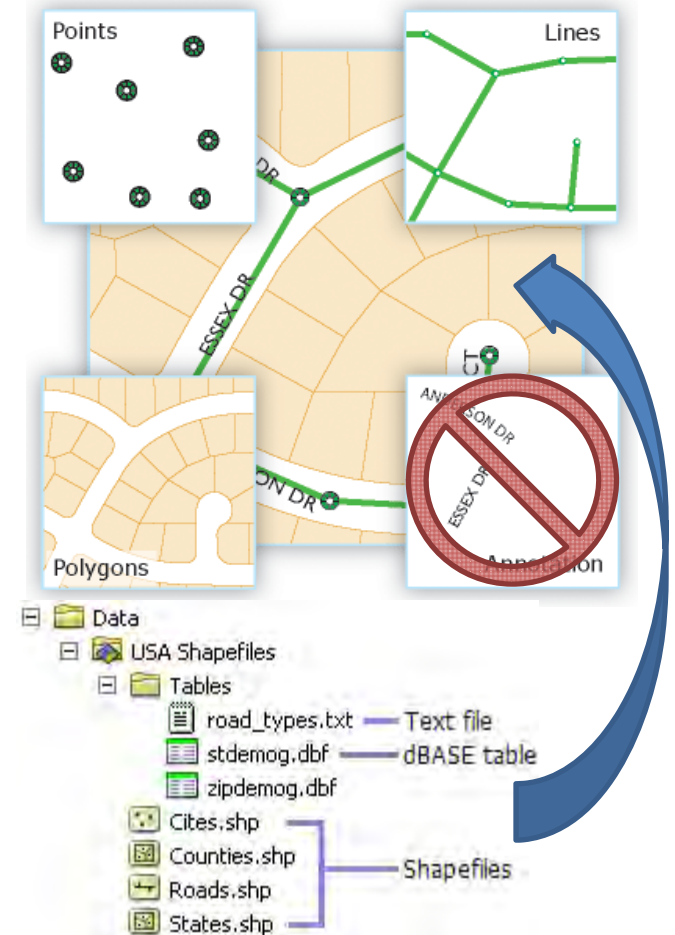 Points
Lines
DR
ESSEX DR
CT
ANDERSON DR
ESSEX DR
ON DR
Polygons
Annotation
Data
USA Shapefiles
Tables
road_types.txt Text file
stdemog.dbf dBASE table
zipdemog.dbf
Cites.shp
Counties.shp
Shapefiles
Roads.shp
States.shp